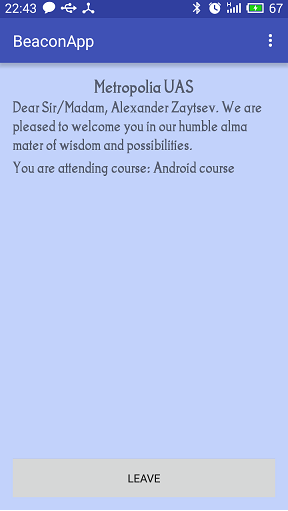 22:43 67
BeaconApp
Metropolia UAS
Dear Sir/Madam, Alexander Zaytsev. We are
pleased to welcome you in our humble alma
mater of wisdom and possibilities.
You are attending course: Android course
LEAVE